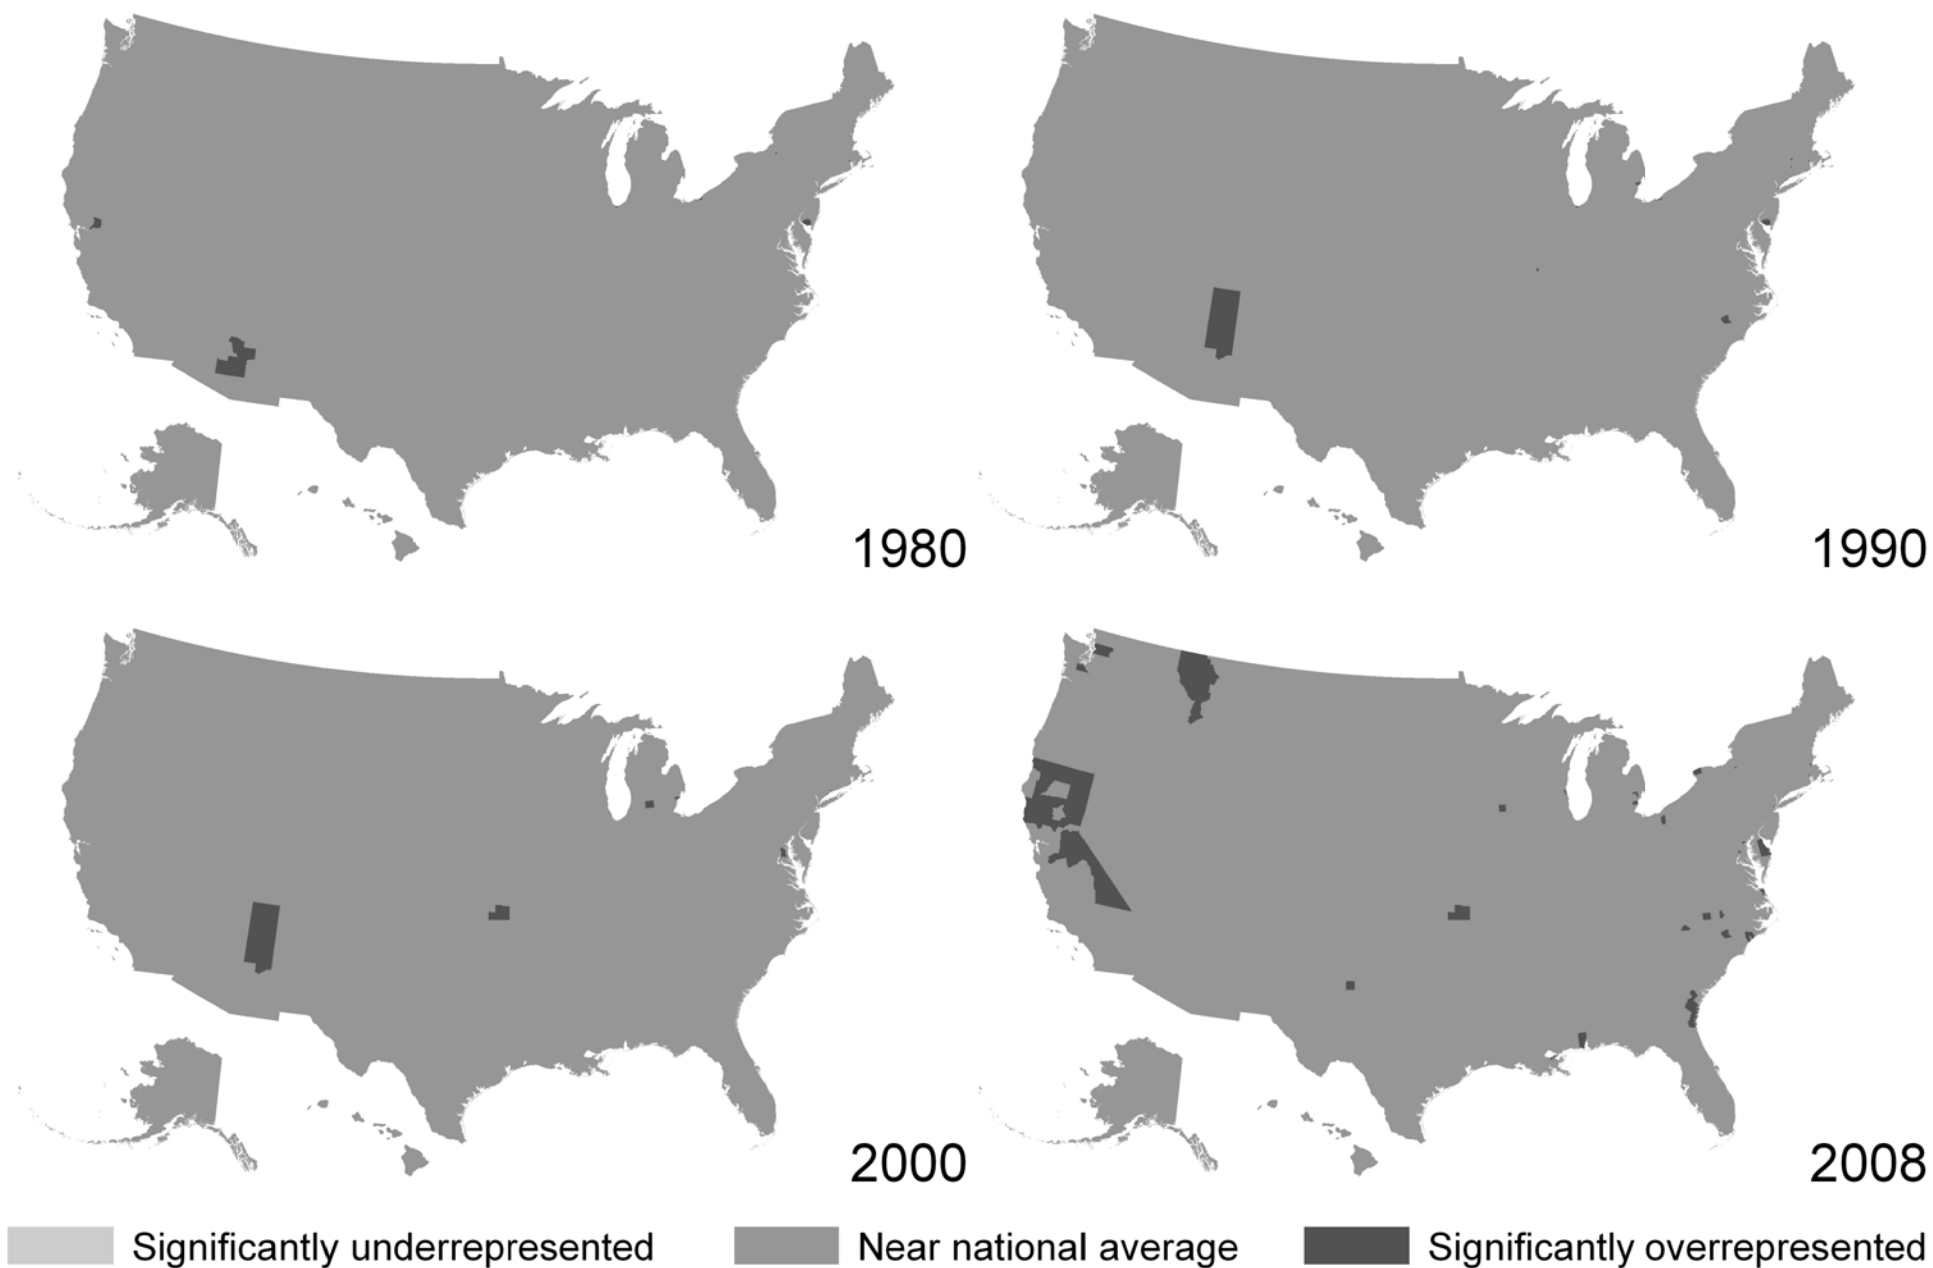 1980
1990
2000
2008
Significantly underrepresented
Near national average
Significantly overrepresented